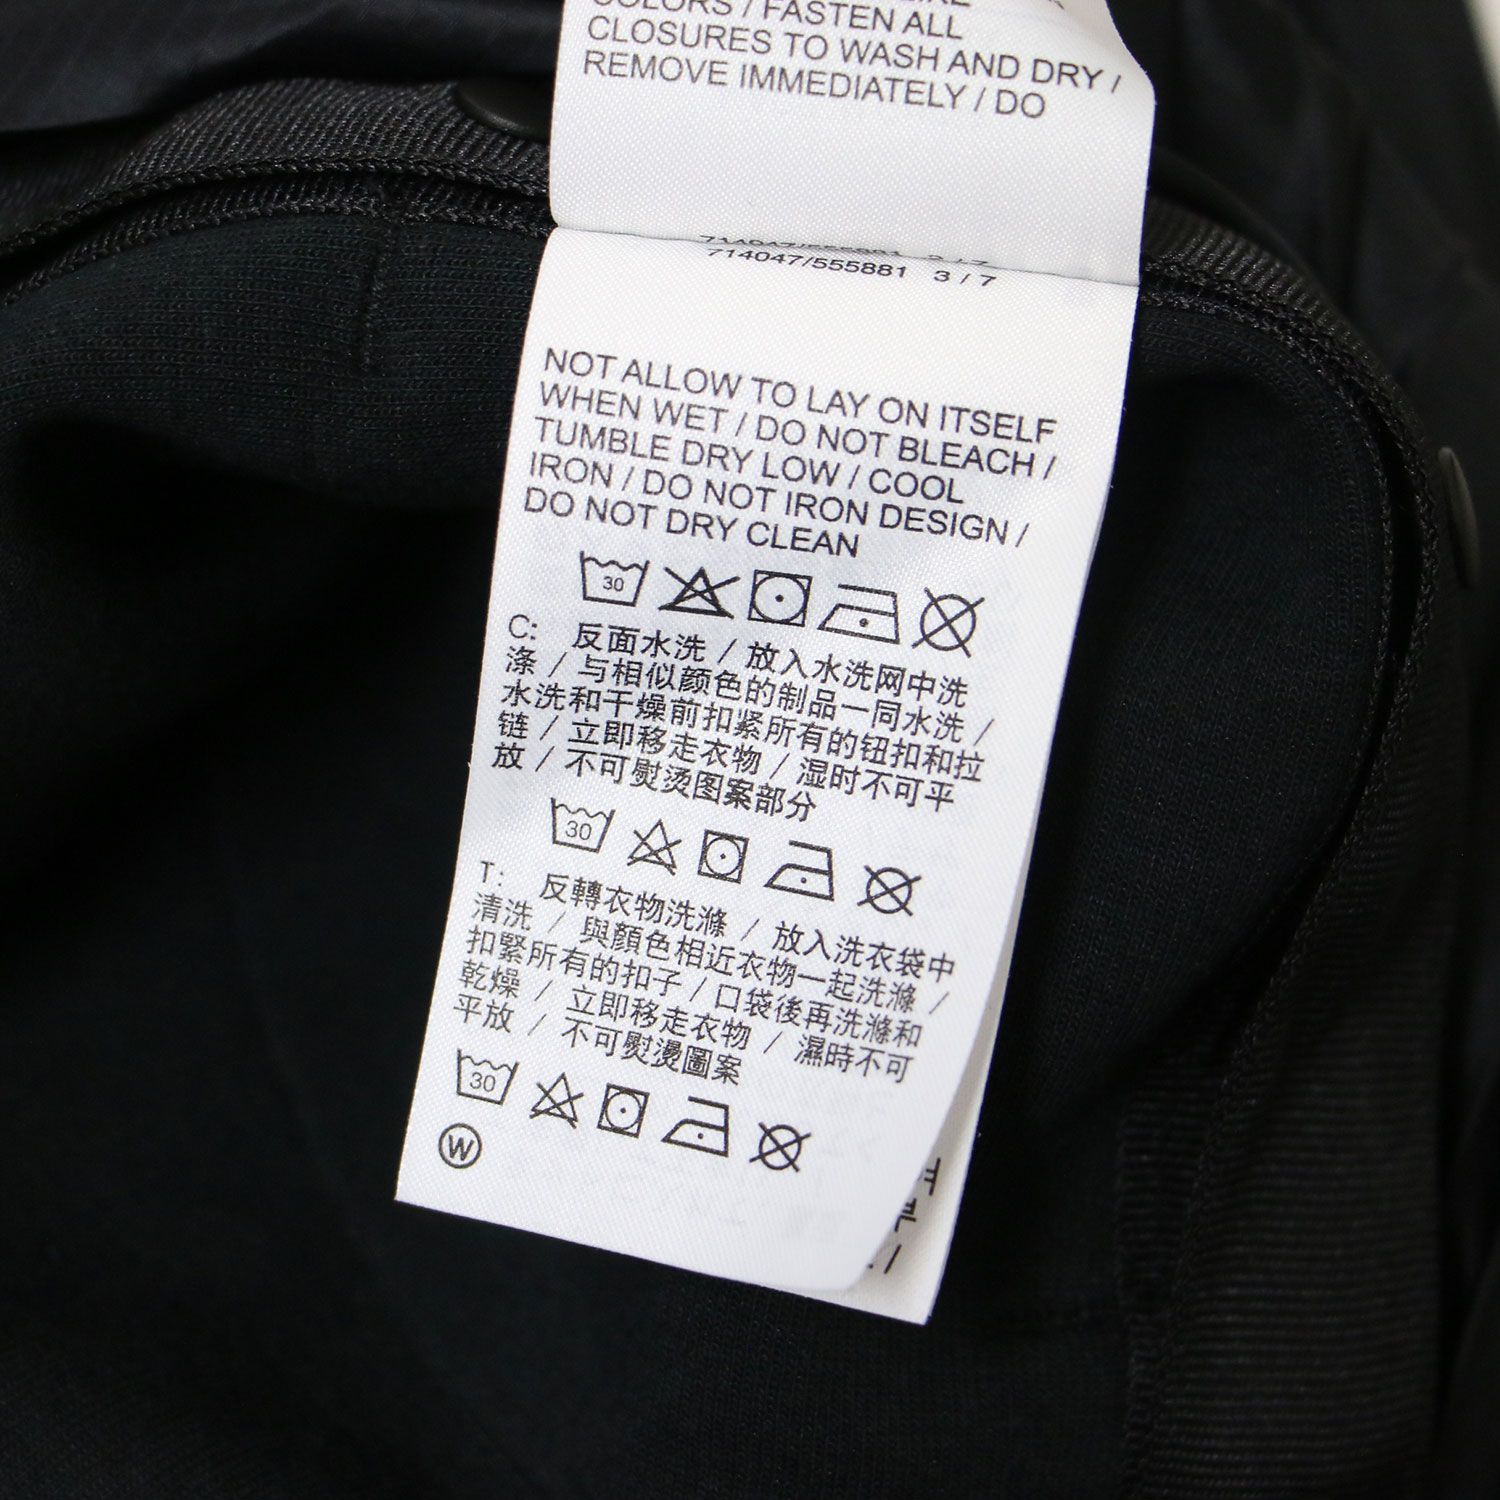 COLORS / FASTEN ALL
CLOSURES TO WASH AND DRY /
REMOVE IMMEDIATELY / DO
714047/555881 3 / 7
NOT ALLOW TO LAY ON ITSELF
WHEN WET / DO NOT BLEACH /
TUMBLE DRY LOW / COOL
IRON / DO NOT IRON DESIGN /
DO NOT DRY CLEAN
30
C: 反面水洗 / 放入水洗网中洗
涤 / 与相似颜色的制品一同水洗 /
水洗和干燥前扣紧所有的钮扣和拉
链 / 立即移走衣物 / 湿时不可平
放 / 不可熨烫图案部分
30
T: 反轉衣物洗滌 / 放入洗衣袋中
清洗 / 與顏色相近衣物一起洗滌 /
扣緊所有的扣子 / 口袋後再洗滌和
乾燥 / 立即移走衣物 / 濕時不可
平放 / 不可熨燙圖案
30
W